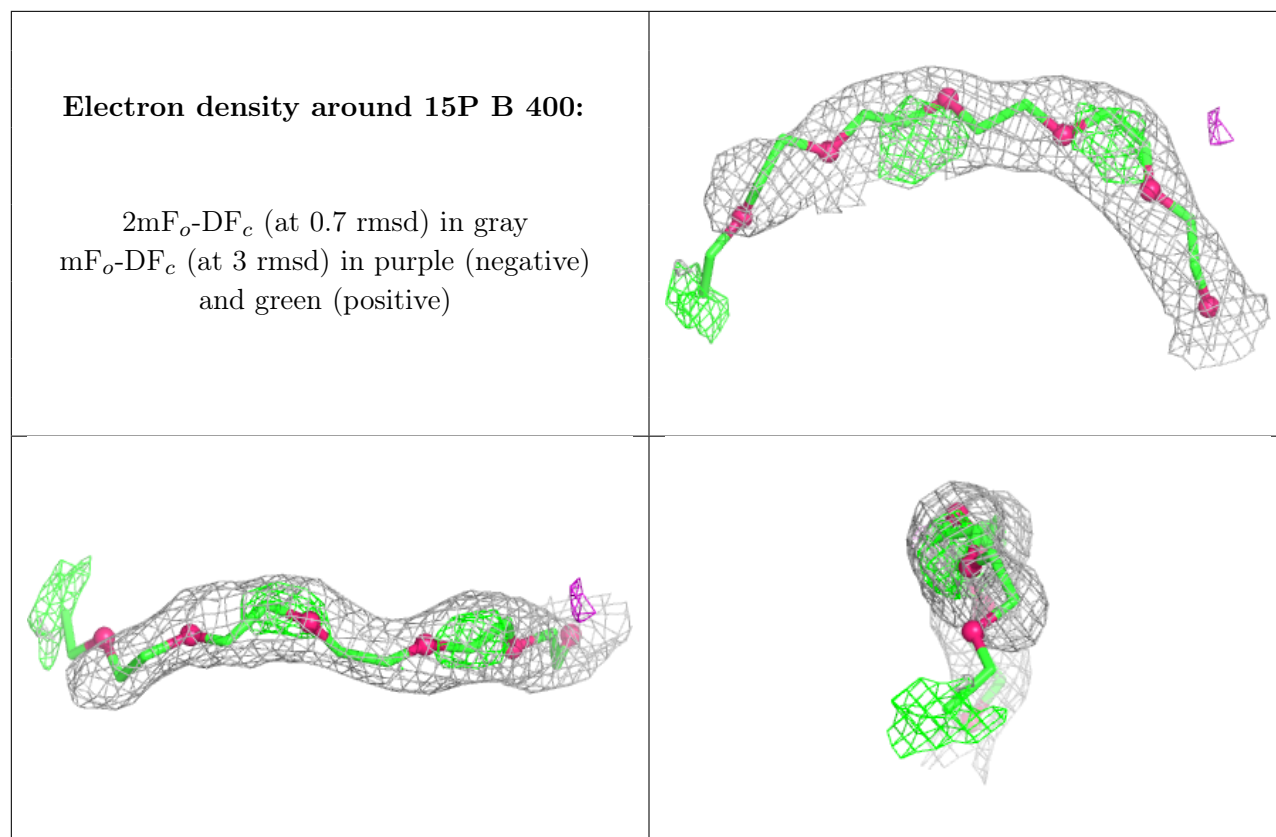 Electron density around 15P B 400:
2mFₒ-DF𝒸 (at 0.7 rmsd) in gray
mFₒ-DF𝒸 (at 3 rmsd) in purple (negative)
and green (positive)